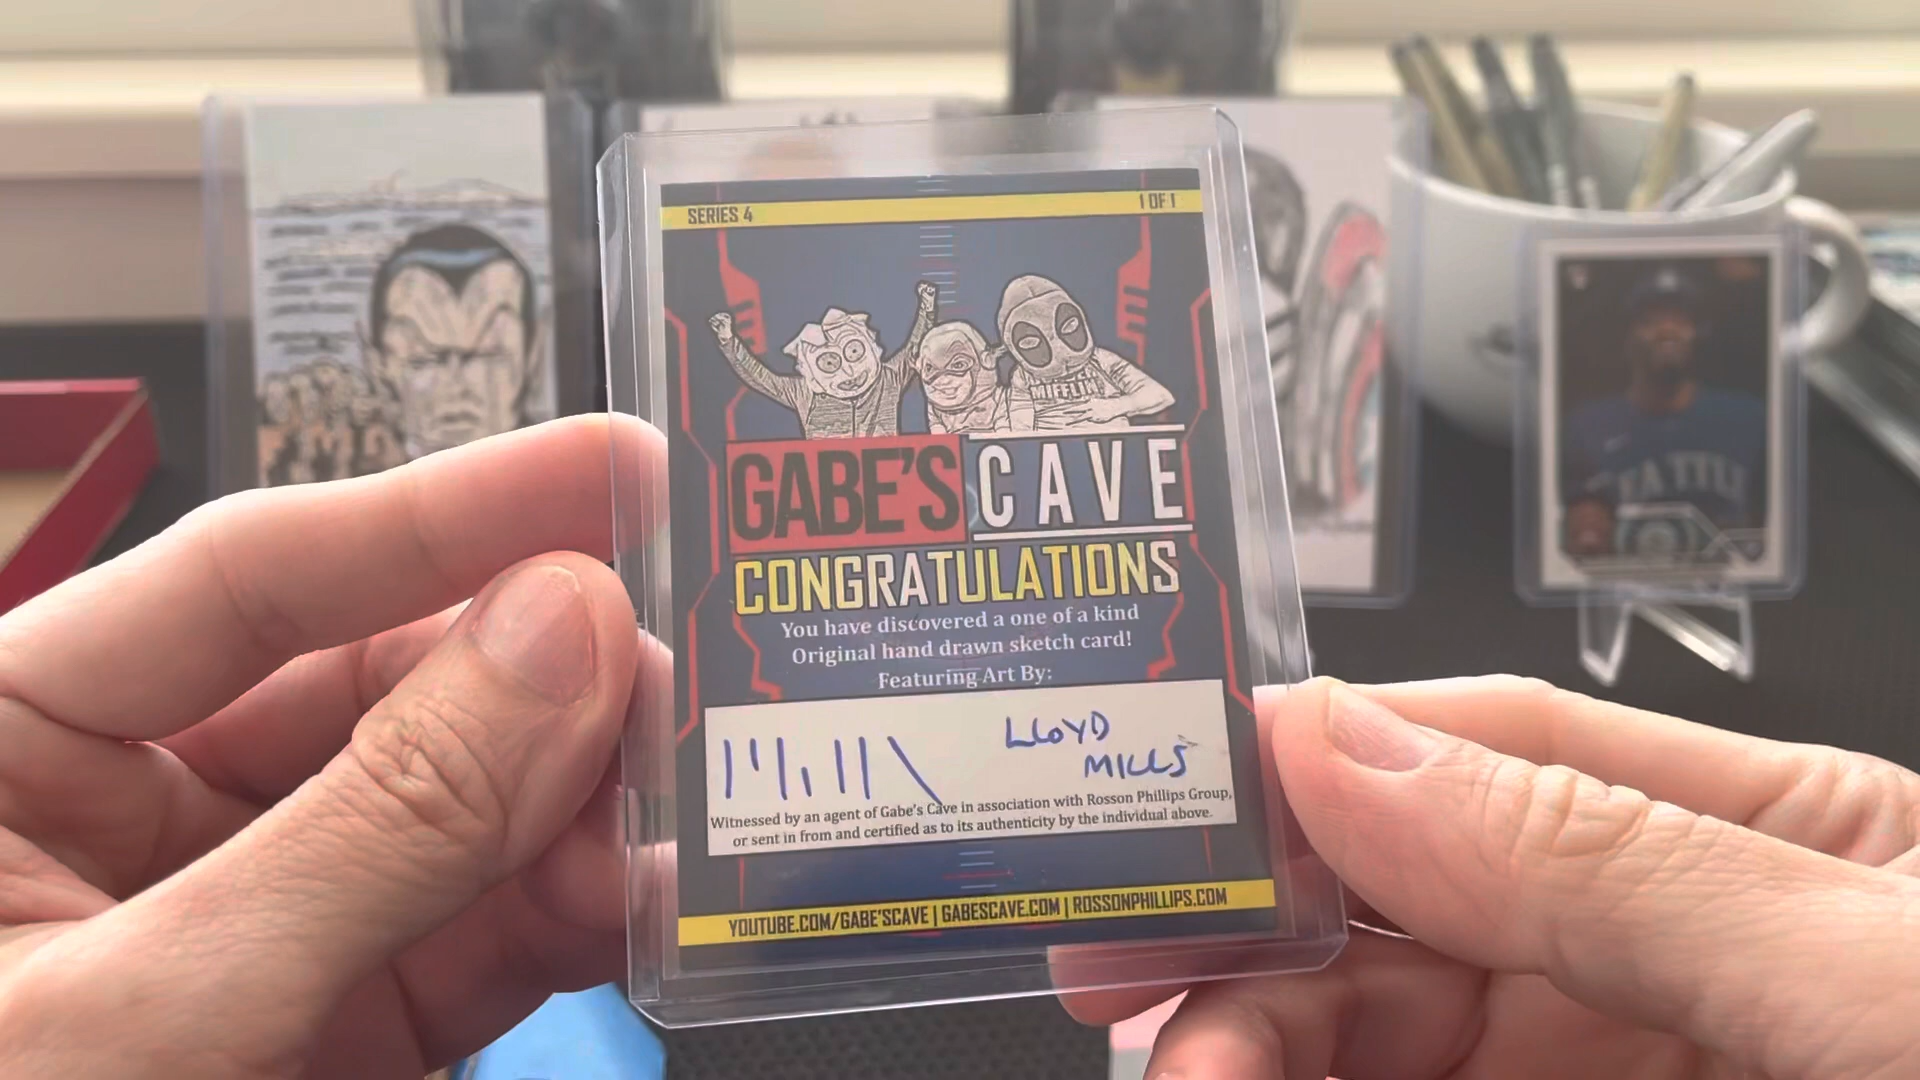 SERIES 4
1 OF 1
MIFFLIN
GABE'S CAVE
CONGRATULATIONS
You have discovered a one of a kind
Original hand drawn sketch card!
Featuring Art By:
LLOYD
MILLS
Witnessed by an agent of Gabe's Cave in association with Rosson Phillips Group,
or sent in from and certified as to its authenticity by the individual above.
YOUTUBE.COM/GABE'SCAVE | GABESCAVE.COM | ROSSONPHILLIPS.COM
SEATTLE